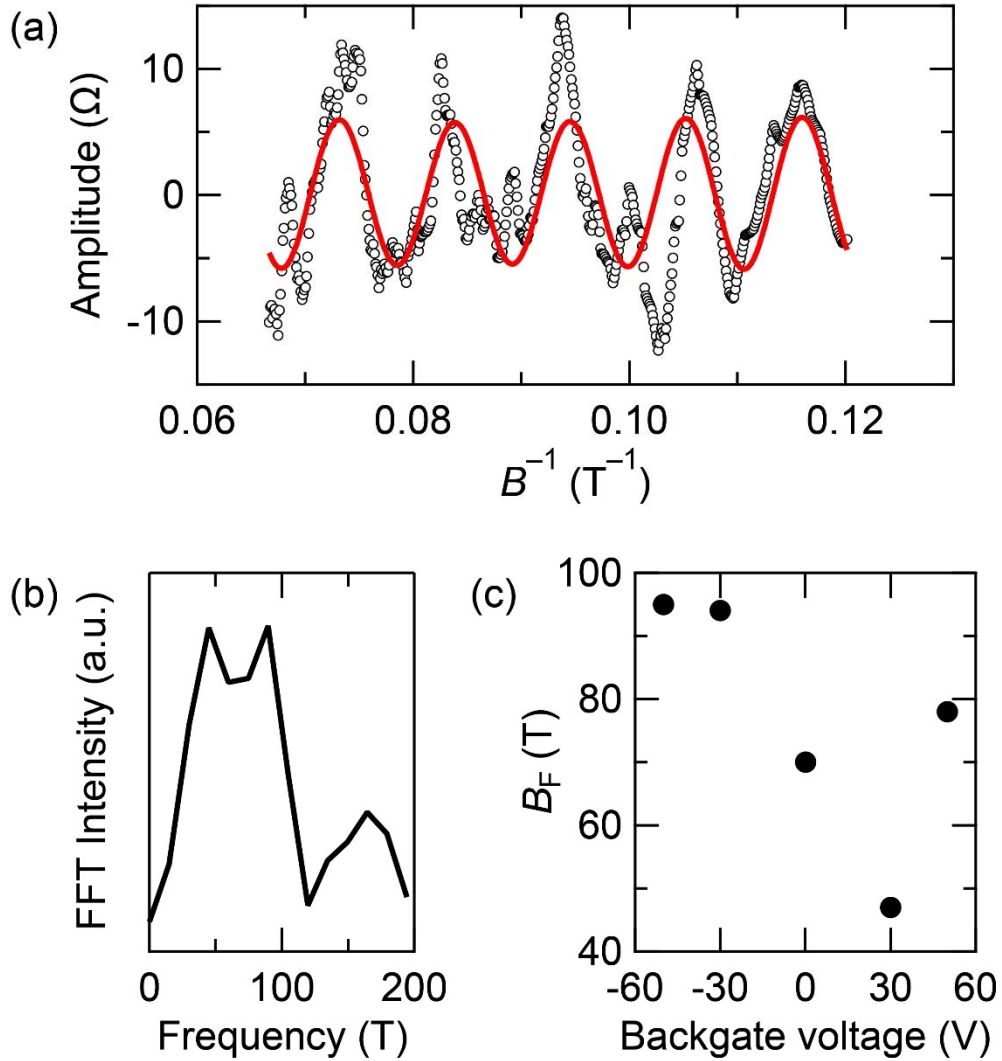 (a)
Amplitude (Ω)
10
0
-10
0.06 0.08 0.10 0.12
B⁻¹ (T⁻¹)
(b)
FFT Intensity (a.u.)
0 100 200
Frequency (T)
(c)
B_F (T)
100
80
60
40
-60 -30 0 30 60
Backgate voltage (V)